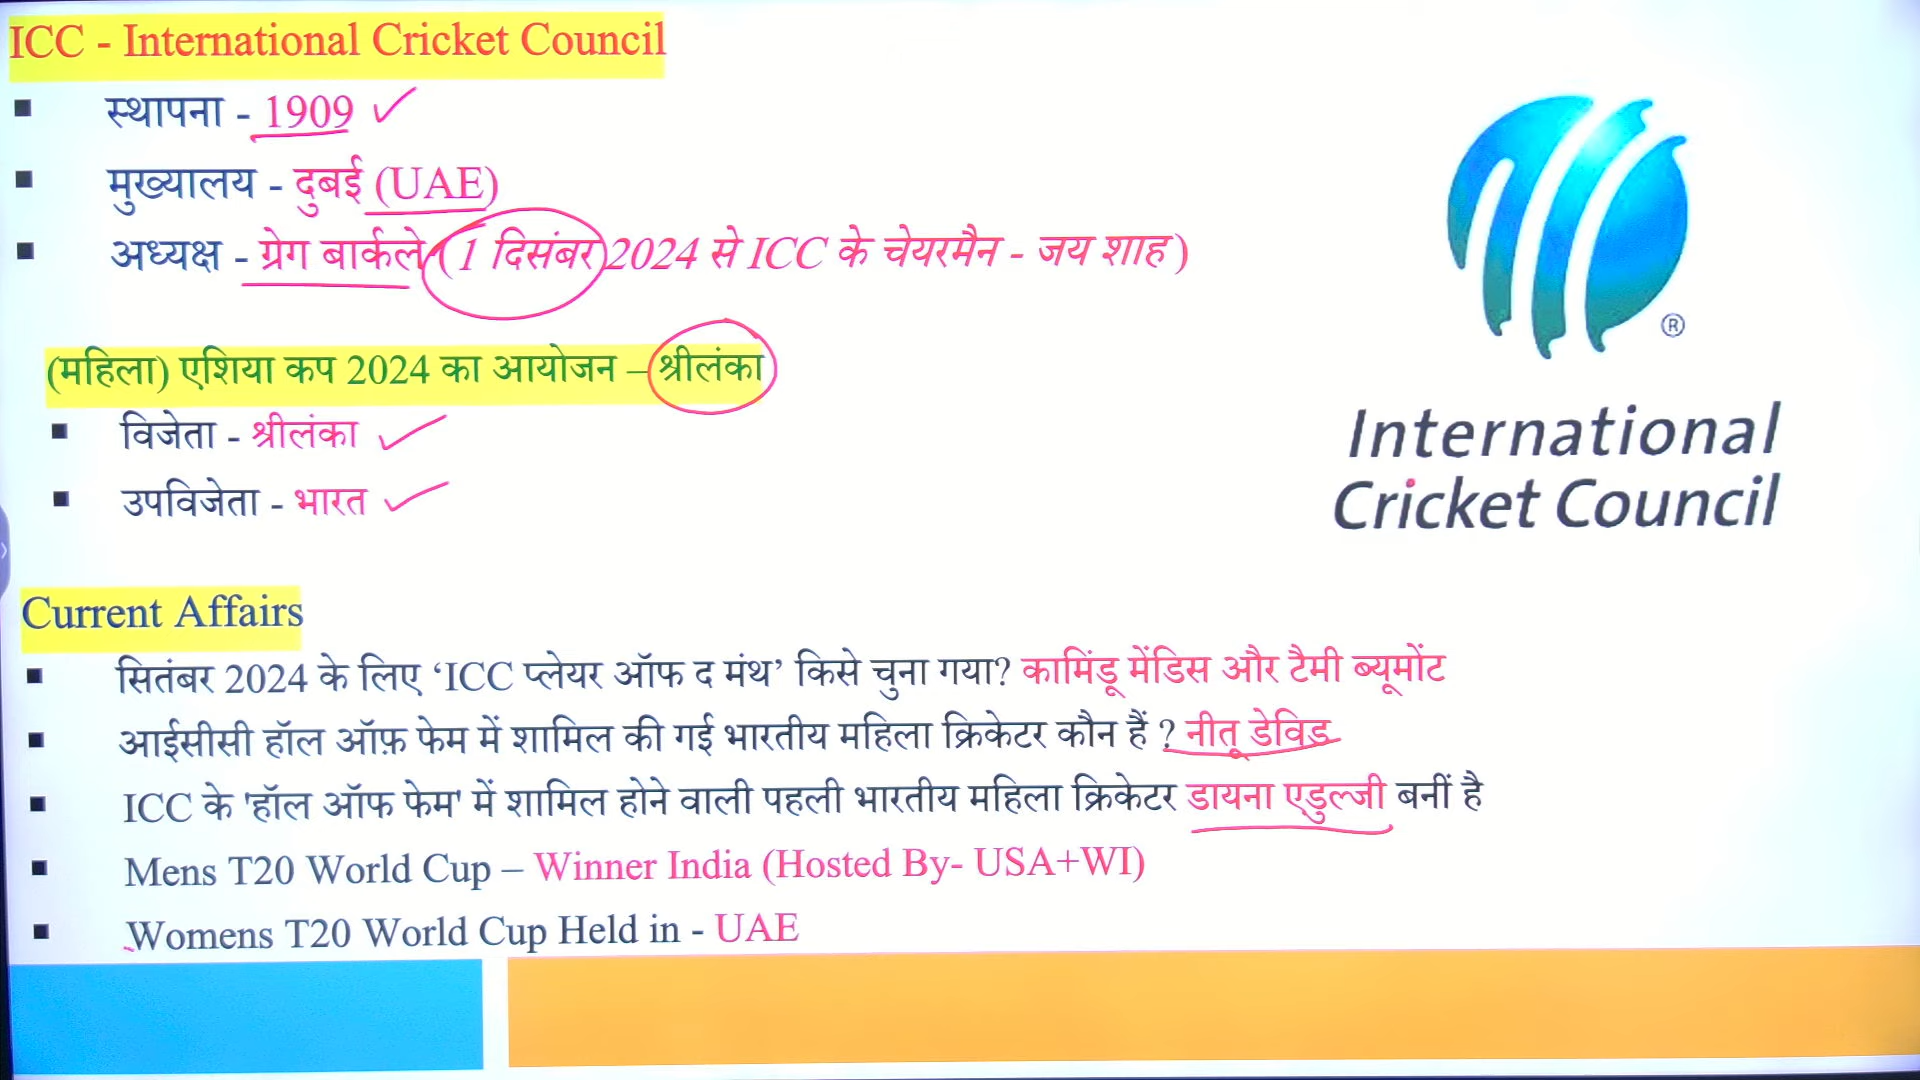 ICC - International Cricket Council
▪ स्थापना - 1909
▪ मुख्यालय - दुबई (UAE)
▪ अध्यक्ष - ग्रेग बार्कले (1 दिसंबर 2024 से ICC के चेयरमैन - जय शाह )
®
International
Cricket Council
(महिला) एशिया कप 2024 का आयोजन – श्रीलंका
▪ विजेता - श्रीलंका
▪ उपविजेता - भारत
Current Affairs
▪ सितंबर 2024 के लिए ‘ICC प्लेयर ऑफ द मंथ’ किसे चुना गया? कामिंडू मेंडिस और टैमी ब्यूमोंट
▪ आईसीसी हॉल ऑफ़ फेम में शामिल की गई भारतीय महिला क्रिकेटर कौन हैं ? नीतू डेविड
▪ ICC के 'हॉल ऑफ फेम' में शामिल होने वाली पहली भारतीय महिला क्रिकेटर डायना एडुल्जी बनीं है
▪ Mens T20 World Cup – Winner India (Hosted By- USA+WI)
▪ Womens T20 World Cup Held in - UAE